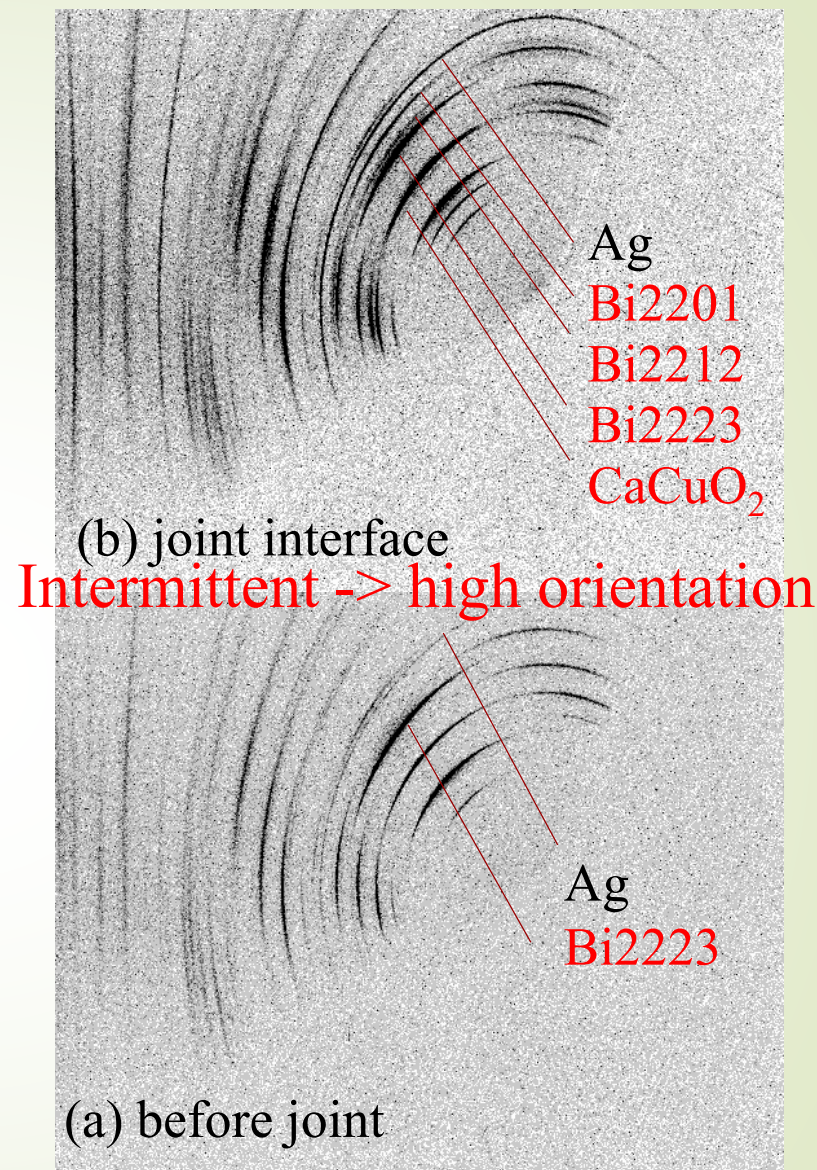 Ag
Bi2201
Bi2212
Bi2223
CaCuO₂
(b) joint interface
Intermittent -> high orientation
Ag
Bi2223
(a) before joint